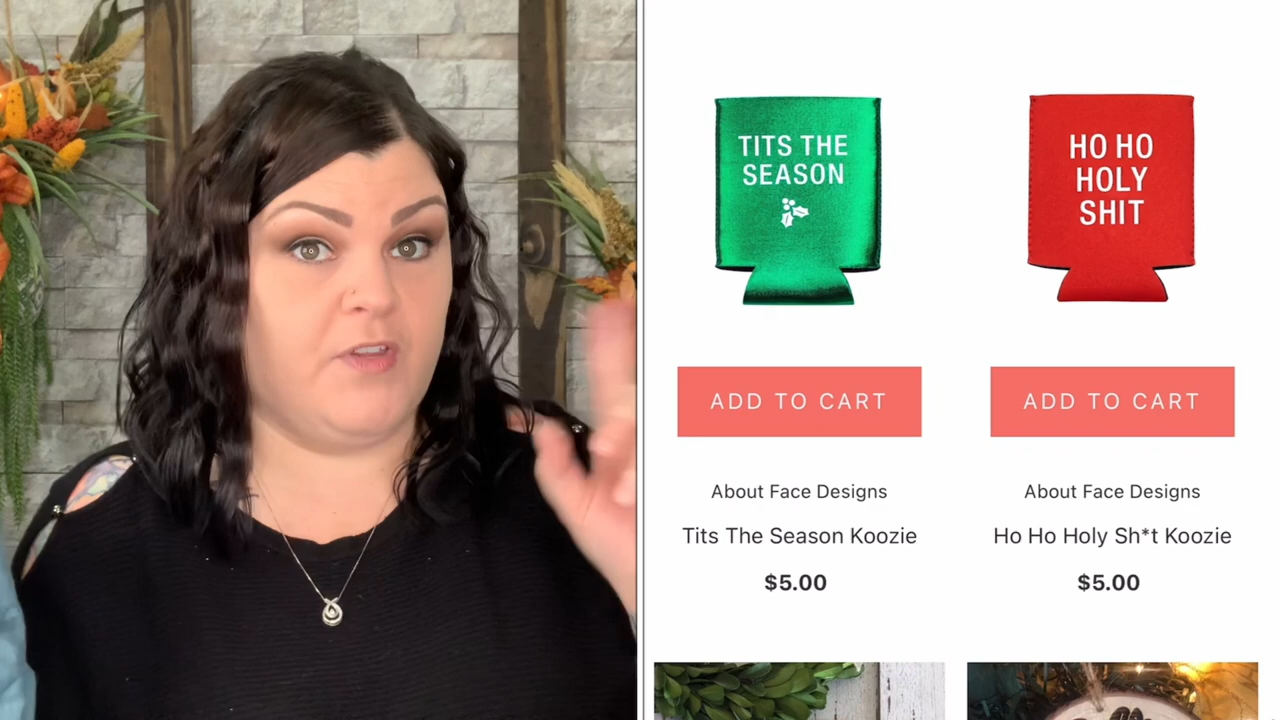 TITS THE
SEASON
HO HO
HOLY
SHIT
ADD TO CART
ADD TO CART
About Face Designs
About Face Designs
Tits The Season Koozie
Ho Ho Holy Sh*t Koozie
$5.00
$5.00